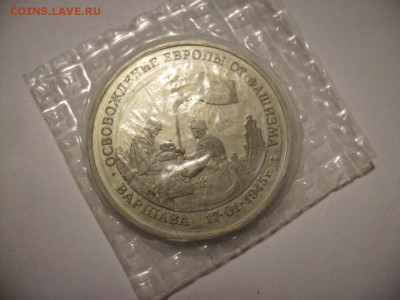 COINS.LAVE.RU
ОСВОБОЖДЕНИЕ ЕВРОПЫ ОТ ФАШИЗМА
ВАРШАВА 17·01·1945г.